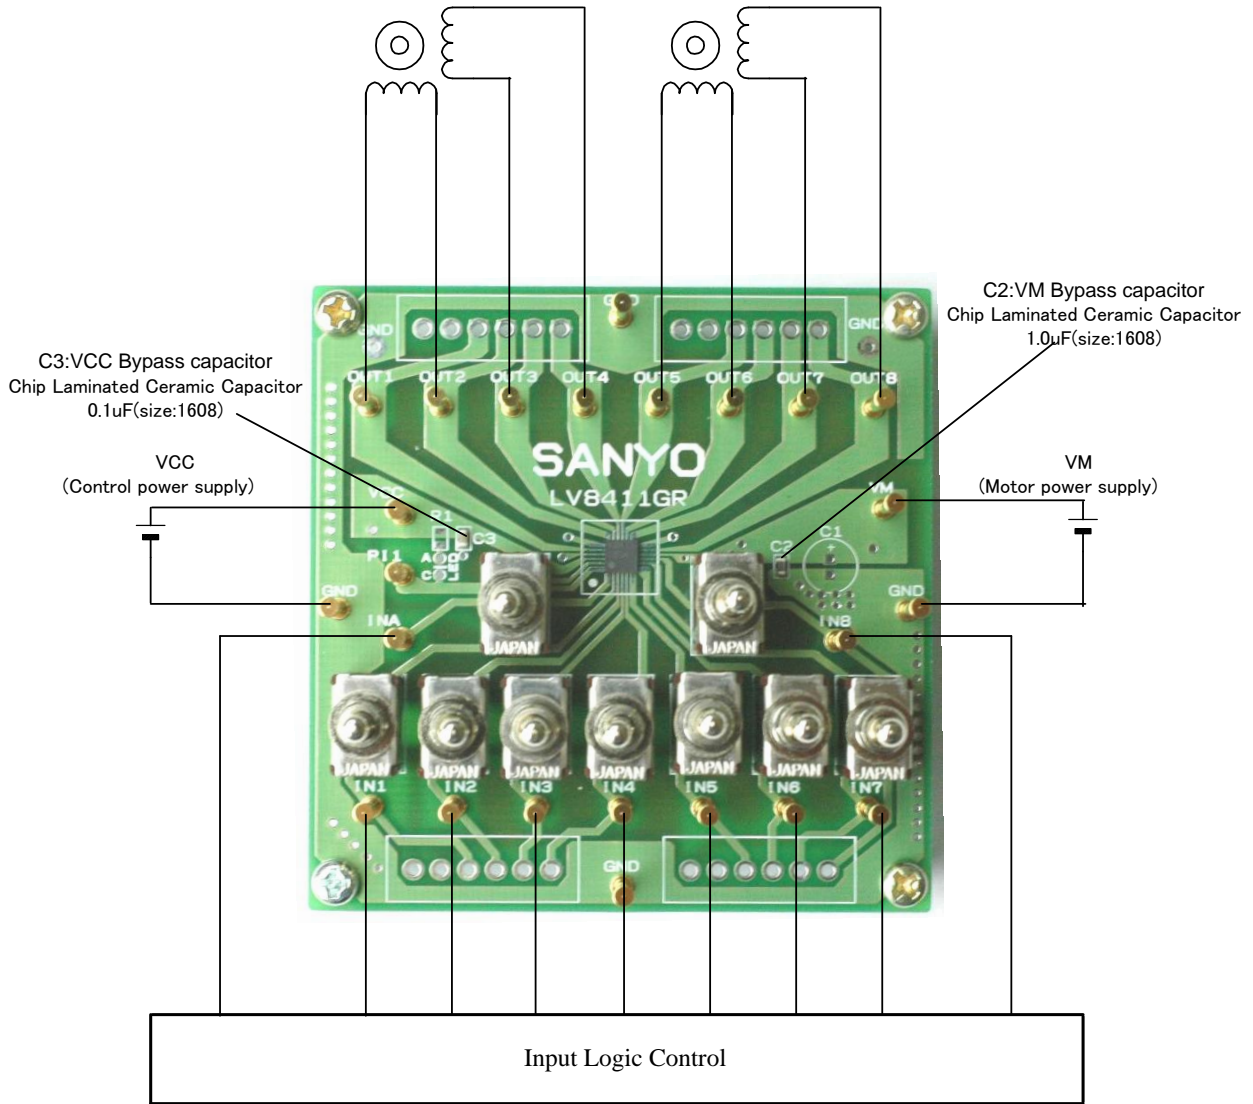 C2:VM Bypass capacitor
Chip Laminated Ceramic Capacitor
1.0uF(size:1608)
C3:VCC Bypass capacitor
Chip Laminated Ceramic Capacitor
0.1uF(size:1608)
VCC
(Control power supply)
VM
(Motor power supply)
GND
GND
GND
OUT1
OUT2
OUT3
OUT4
OUT5
OUT6
OUT7
OUT8
SANYO
LV8411GR
VCC
VM
R1
C3
A
C
LED
C2
C1
+
PI1
GND
GND
INA
IN8
JAPAN
JAPAN
JAPAN
JAPAN
JAPAN
JAPAN
JAPAN
JAPAN
JAPAN
IN1
IN2
IN3
IN4
IN5
IN6
IN7
GND
Input Logic Control